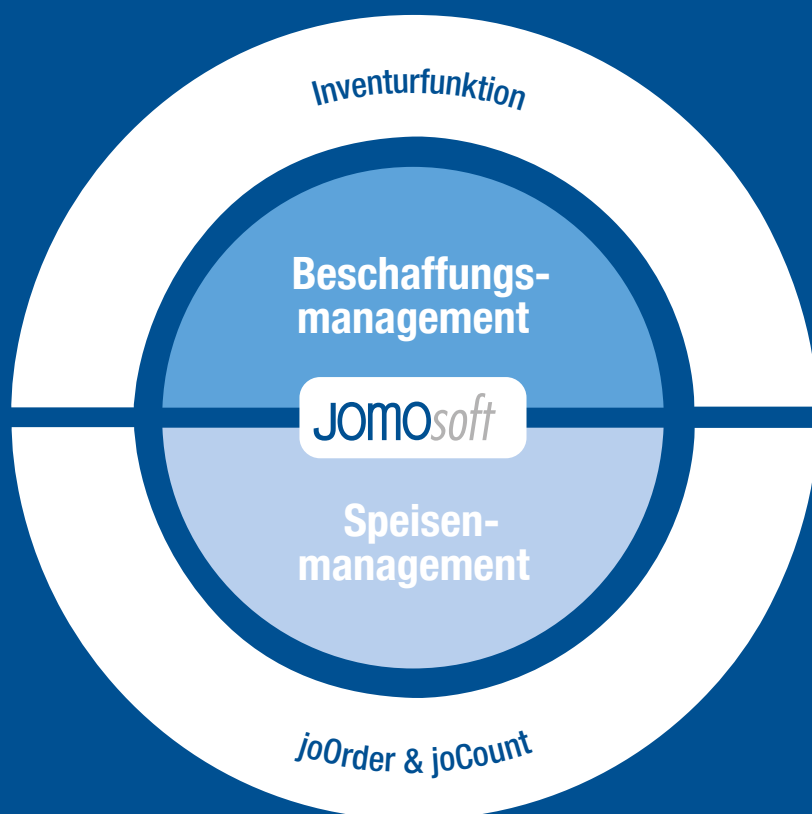 Inventurfunktion
Beschaffungs-
management
JOMOsoft
Speisen-
management
joOrder & joCount